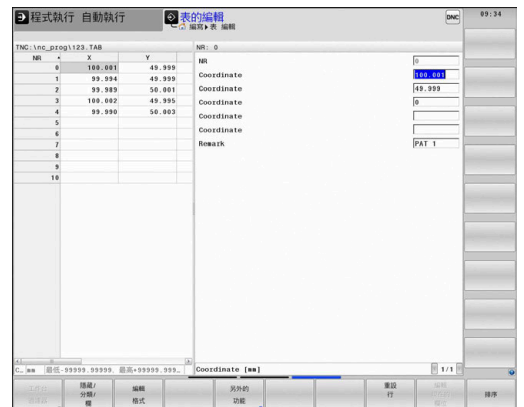 程式執行 自動執行
表的編輯
編寫▸表 編輯
DNC
09:34
TNC:\nc_prog\123.TAB
NR: 0
NR X Y
0 100.001 49.999
1 99.994 49.999
2 99.989 50.001
3 100.002 49.995
4 99.990 50.003
5
6
7
8
9
10
NR 0
Coordinate 100.001
Coordinate 49.999
Coordinate 0
Coordinate
Coordinate
Remark PAT 1
C… mm 最低-99999.99999, 最高+99999.999…
Coordinate [mm] 1/1
隱藏/
分類/
欄
編輯
格式
另外的
功能
重設
行
排序